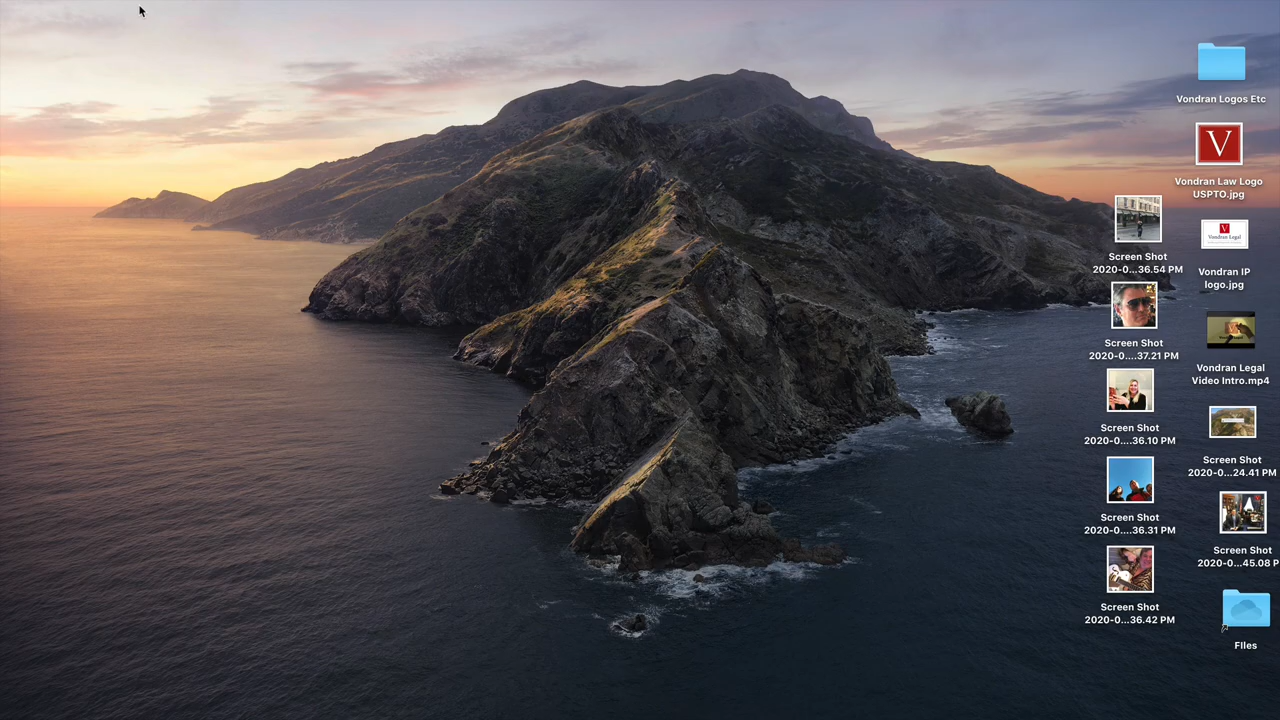 Vondran Logos Etc
V
Vondran Law Logo
USPTO.jpg
Screen Shot
2020-0...36.54 PM
Vondran Legal
Vondran IP
logo.jpg
Screen Shot
2020-0....37.21 PM
Vondran Legal
Video Intro.mp4
Screen Shot
2020-0....36.10 PM
Screen Shot
2020-0...24.41 PM
Screen Shot
2020-0....36.31 PM
Screen Shot
2020-0...45.08 P
Screen Shot
2020-0...36.42 PM
FIles